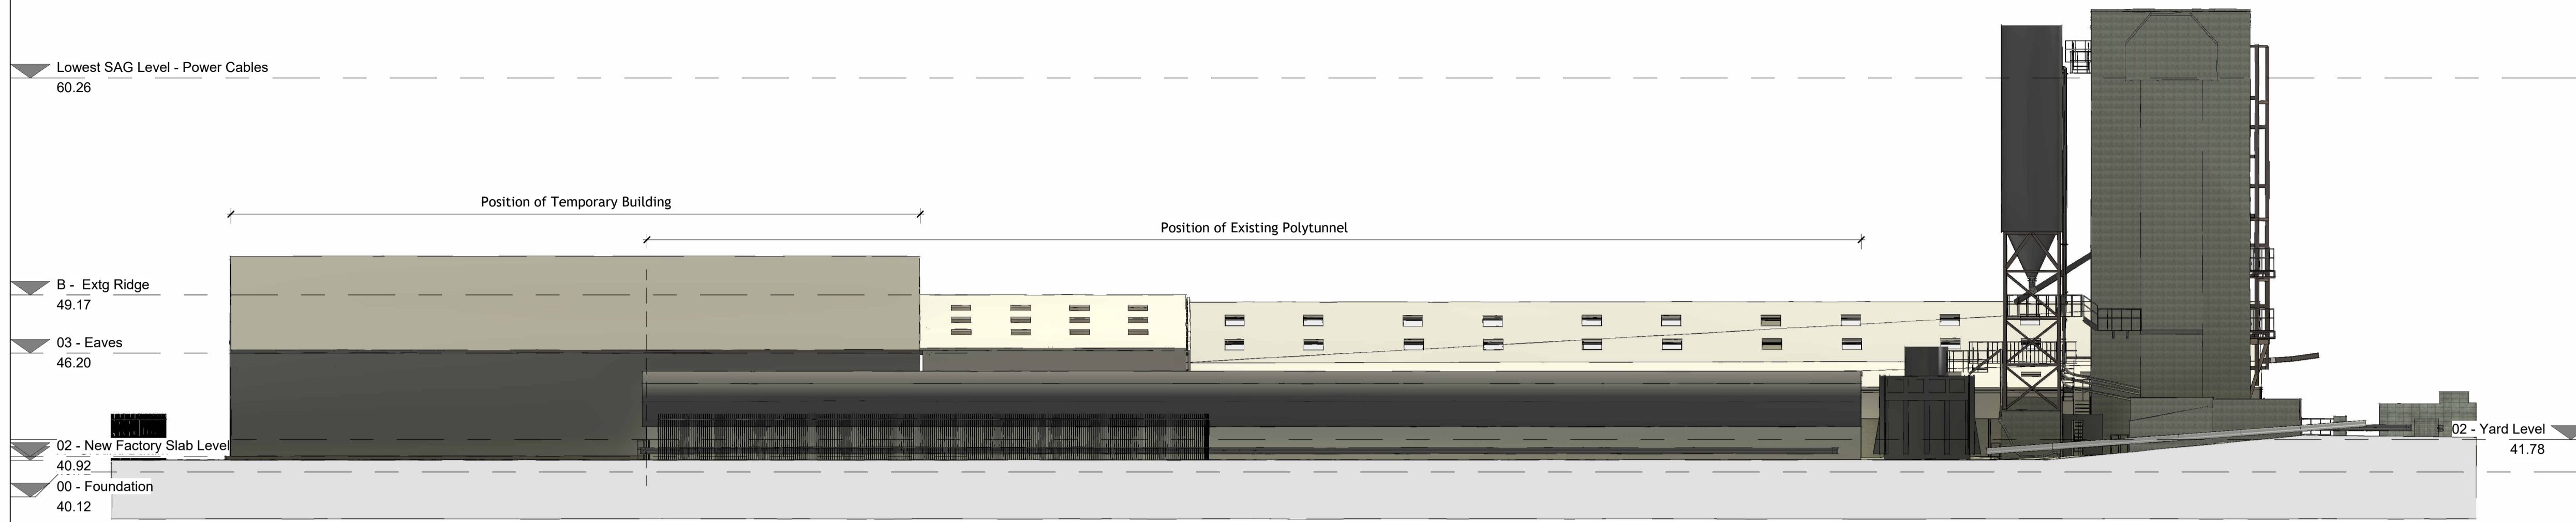 Lowest SAG Level - Power Cables
60.26
Position of Temporary Building
Position of Existing Polytunnel
B - Extg Ridge
49.17
03 - Eaves
46.20
02 - New Factory Slab Level
40.92
02 - Yard Level
41.78
00 - Foundation
40.12